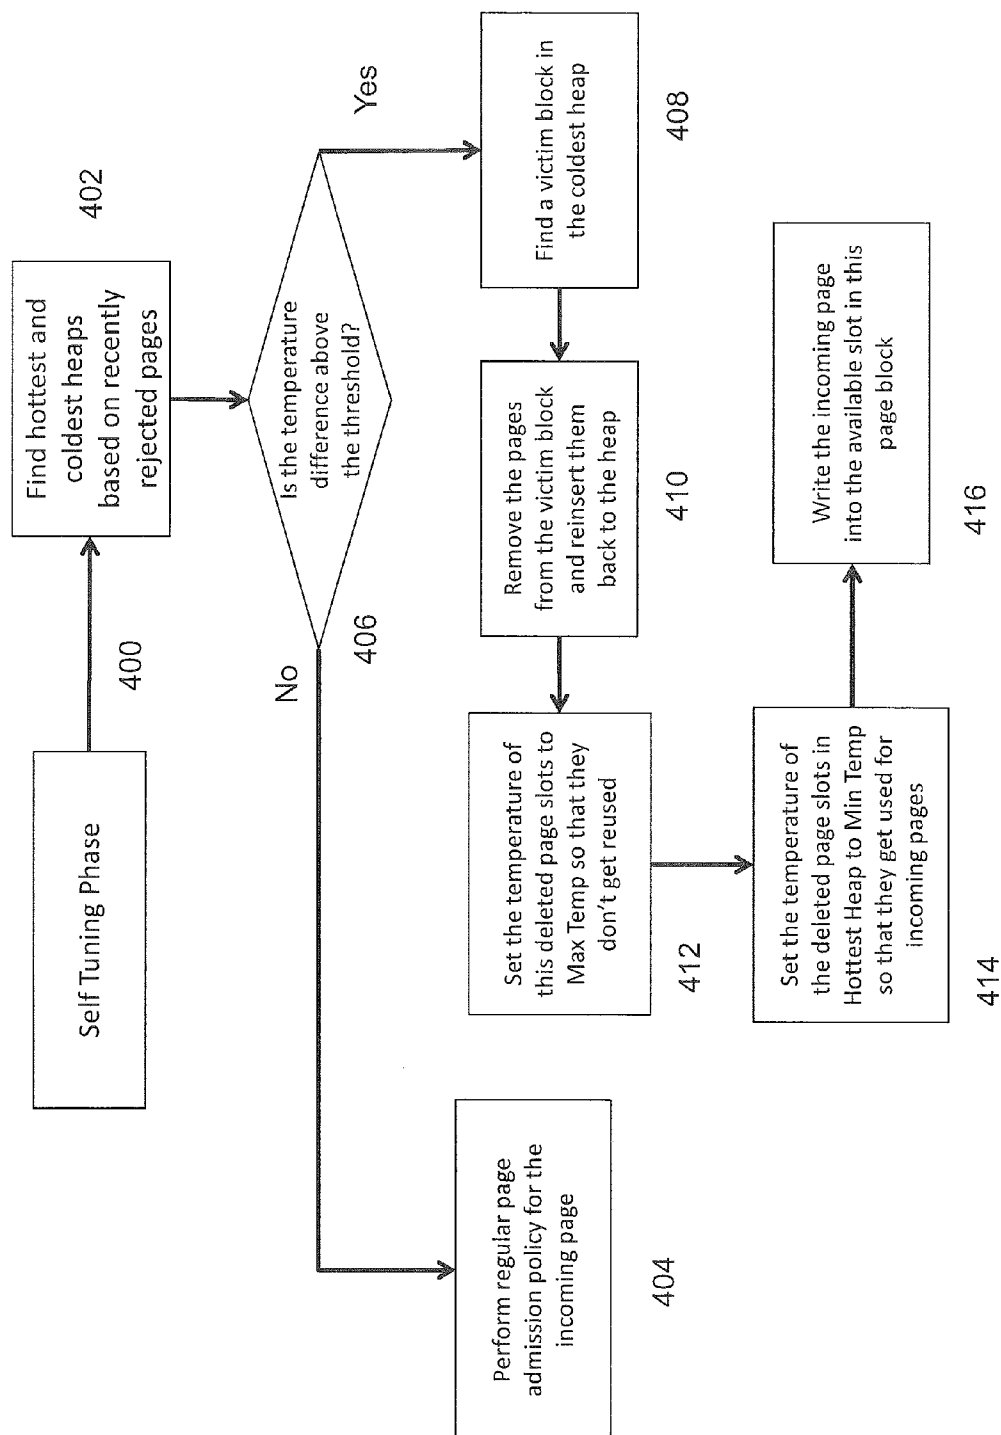 Self Tuning Phase
400
Find hottest and
coldest heaps
based on recently
rejected pages
402
Is the temperature
difference above
the threshold?
406
No
Yes
Perform regular page
admission policy for the
incoming page
404
Find a victim block in
the coldest heap
408
Remove the pages
from the victim block
and reinsert them
back to the heap
410
Set the temperature of
this deleted page slots to
Max Temp so that they
don't get reused
412
Set the temperature of
the deleted page slots in
Hottest Heap to Min Temp
so that they get used for
incoming pages
414
Write the incoming page
into the available slot in this
page block
416